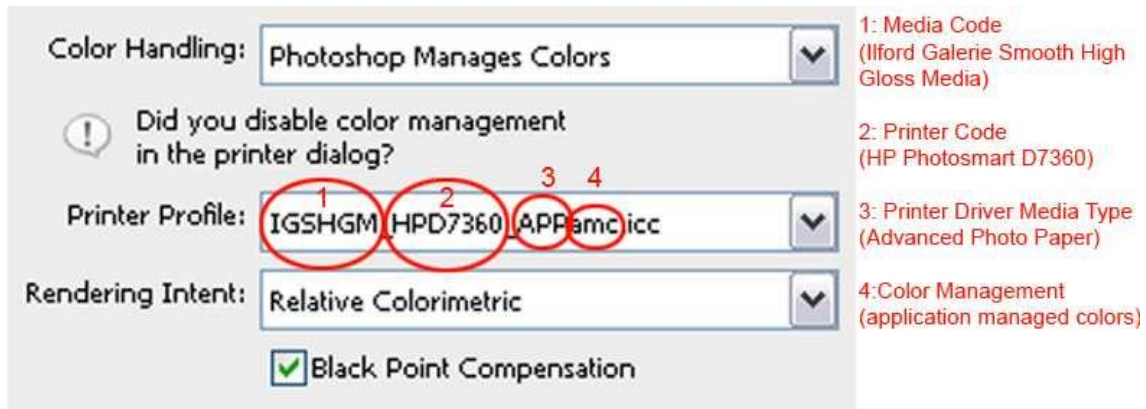 Color Handling: Photoshop Manages Colors
! Did you disable color management
in the printer dialog?
1 2 3 4
Printer Profile: IGSHGM_HPD7360_APPamc.icc
Rendering Intent: Relative Colorimetric
Black Point Compensation
1: Media Code
(Ilford Galerie Smooth High
Gloss Media)
2: Printer Code
(HP Photosmart D7360)
3: Printer Driver Media Type
(Advanced Photo Paper)
4:Color Management
(application managed colors)